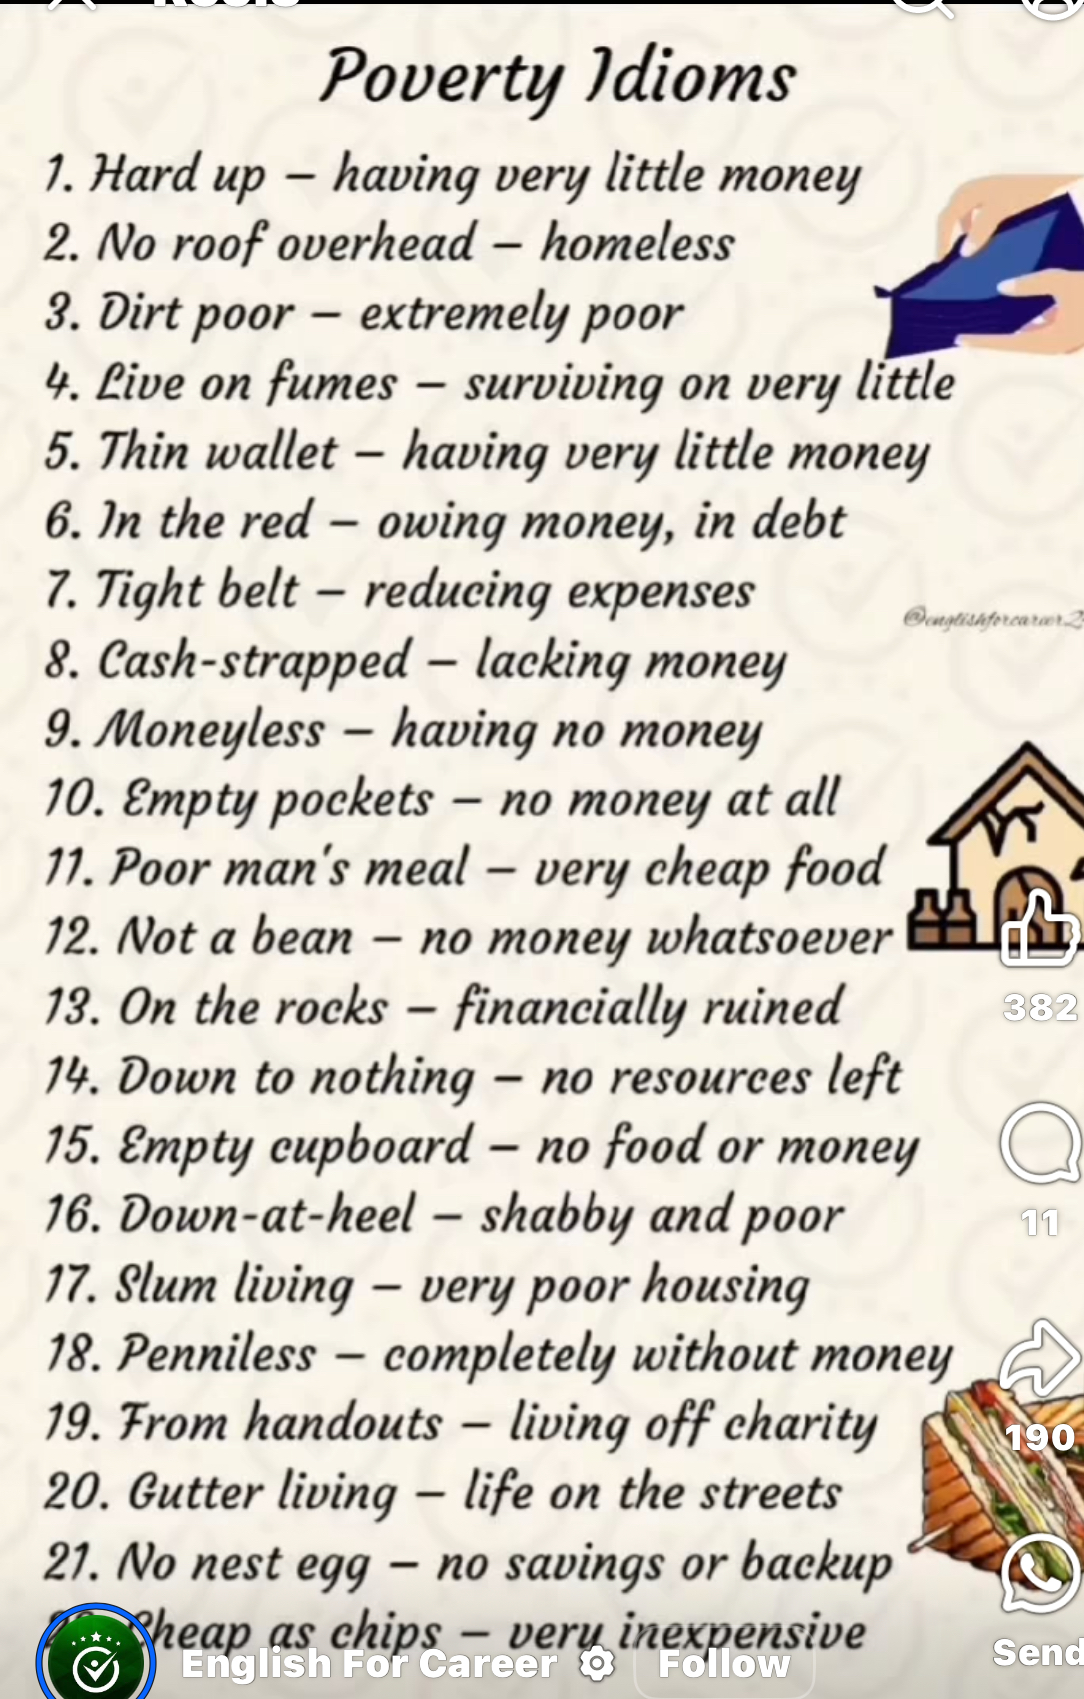 Poverty Idioms
1. Hard up – having very little money
2. No roof overhead – homeless
3. Dirt poor – extremely poor
4. Live on fumes – surviving on very little
5. Thin wallet – having very little money
6. In the red – owing money, in debt
7. Tight belt – reducing expenses
@englishforcareer2
8. Cash-strapped – lacking money
9. Moneyless – having no money
10. Empty pockets – no money at all
11. Poor man's meal – very cheap food
12. Not a bean – no money whatsoever
382
13. On the rocks – financially ruined
14. Down to nothing – no resources left
15. Empty cupboard – no food or money
11
16. Down-at-heel – shabby and poor
17. Slum living – very poor housing
18. Penniless – completely without money
19. From handouts – living off charity
190
20. Gutter living – life on the streets
21. No nest egg – no savings or backup
Cheap as chips – very inexpensive
Send
English For Career Follow